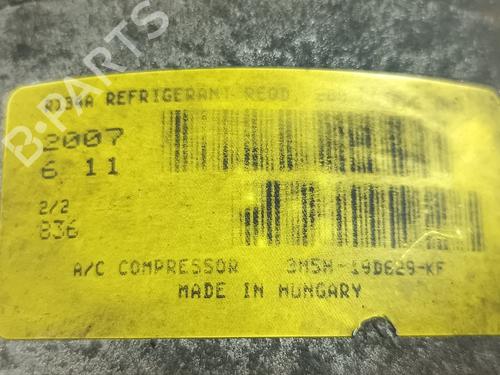 B-PARTS
R134A REFRIGERANT REQD
2007
6 11
2/2
836
A/C COMPRESSOR 3M5H-19D629-KF
MADE IN HUNGARY